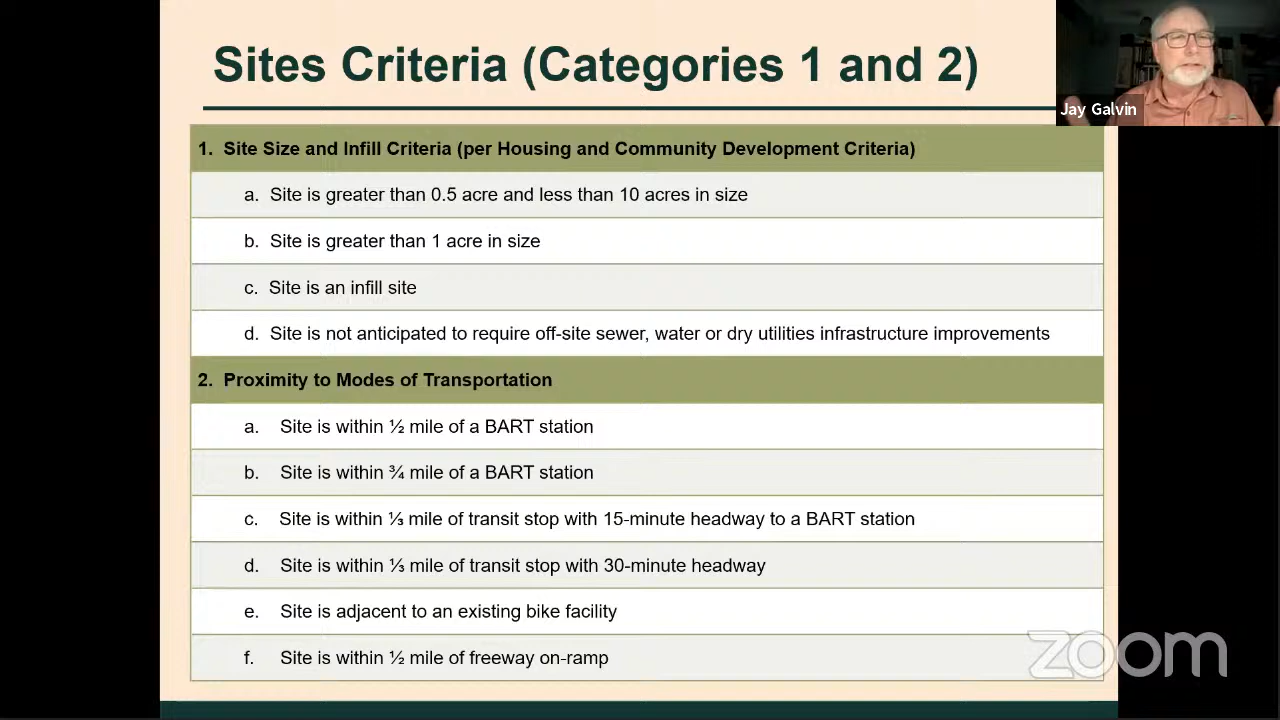 Sites Criteria (Categories 1 and 2)
Jay Galvin
1. Site Size and Infill Criteria (per Housing and Community Development Criteria)
a. Site is greater than 0.5 acre and less than 10 acres in size
b. Site is greater than 1 acre in size
c. Site is an infill site
d. Site is not anticipated to require off-site sewer, water or dry utilities infrastructure improvements
2. Proximity to Modes of Transportation
a. Site is within ½ mile of a BART station
b. Site is within ¾ mile of a BART station
c. Site is within ⅓ mile of transit stop with 15-minute headway to a BART station
d. Site is within ⅓ mile of transit stop with 30-minute headway
e. Site is adjacent to an existing bike facility
f. Site is within ½ mile of freeway on-ramp
zoom